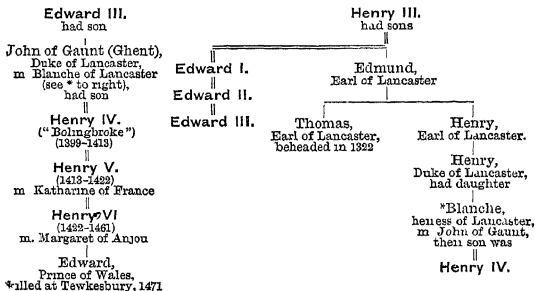 Edward III.
had son
John of Gaunt (Ghent),
Duke of Lancaster,
m Blanche of Lancaster
(see * to right),
had son
Henry IV.
("Bolingbroke")
(1399-1413)
Henry V.
(1413-1422)
m Katharine of France
Henry VI
(1422-1461)
m. Margaret of Anjou
Edward,
Prince of Wales,
killed at Tewkesbury, 1471
Henry III.
had sons
Edward I.
Edward II.
Edward III.
Edmund,
Earl of Lancaster
Thomas,
Earl of Lancaster,
beheaded in 1322
Henry,
Earl of Lancaster.
Henry,
Duke of Lancaster,
had daughter
*Blanche,
heiress of Lancaster,
m John of Gaunt,
their son was
Henry IV.